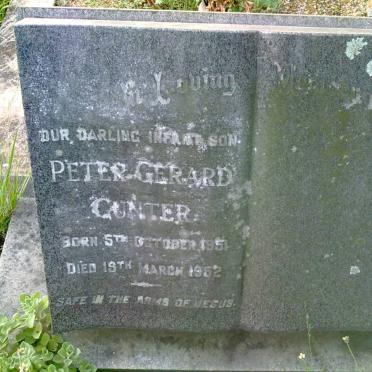 In Loving Memory
OUR DARLING INFANT SON
PETER GERARD
GUNTER
BORN 5TH OCTOBER 1951
DIED 19TH MARCH 1952
SAFE IN THE ARMS OF JESUS.